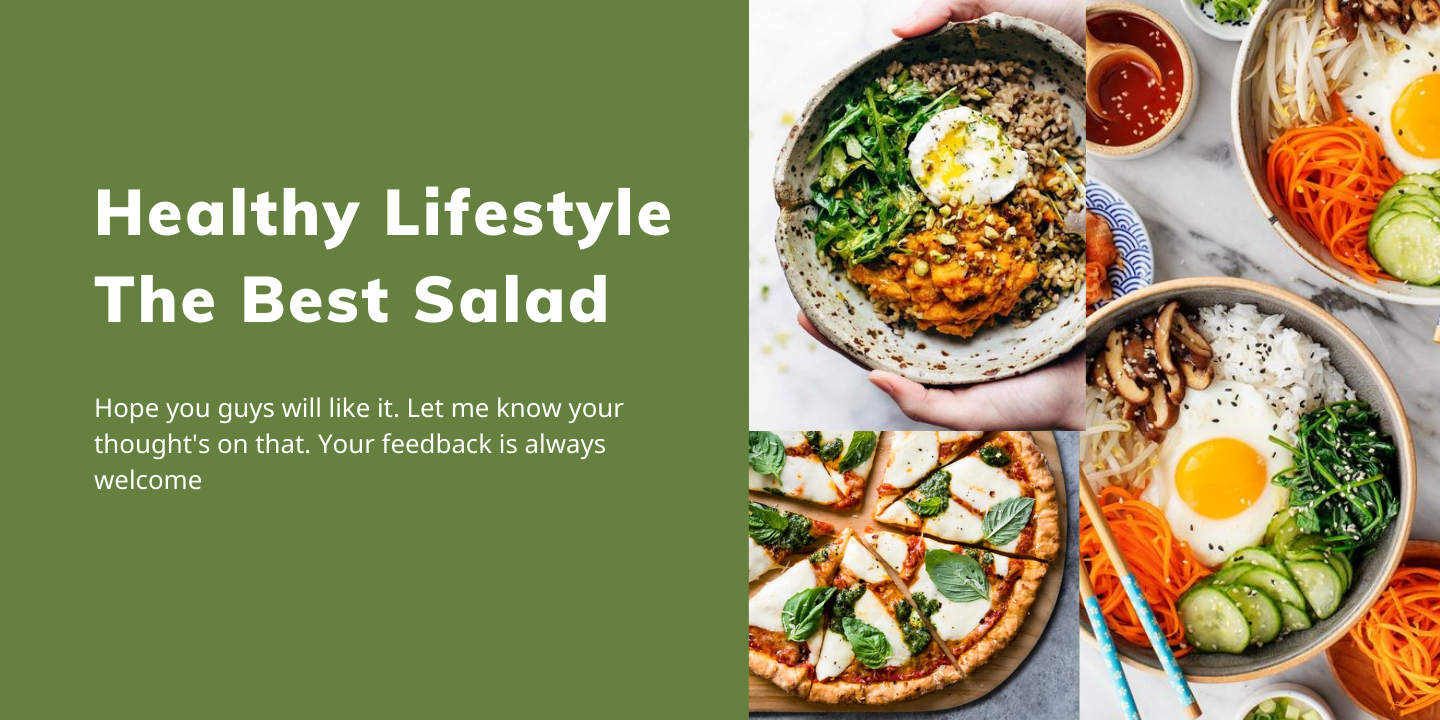 Healthy Lifestyle
The Best Salad
Hope you guys will like it. Let me know your
thought's on that. Your feedback is always
welcome